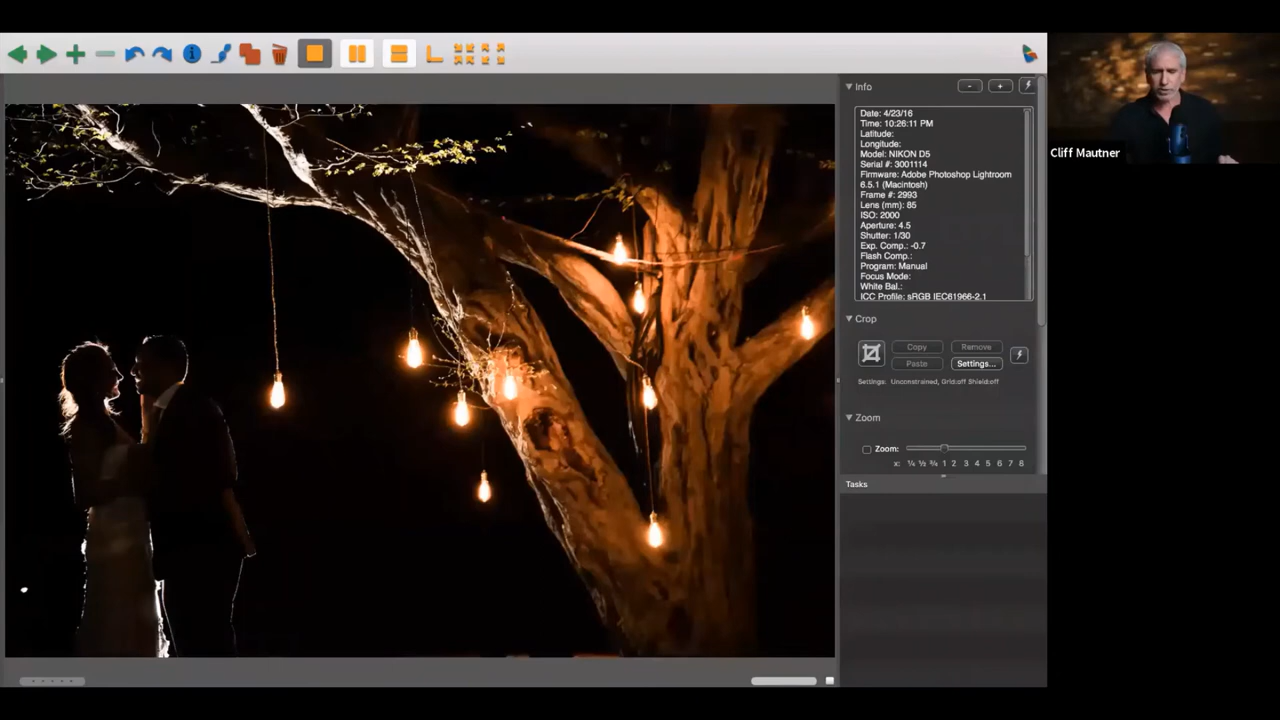 Info
- +
Date: 4/23/16
Time: 10:26:11 PM
Latitude:
Longitude:
Model: NIKON D5
Serial #: 3001114
Firmware: Adobe Photoshop Lightroom
6.5.1 (Macintosh)
Frame #: 2993
Lens (mm): 85
ISO: 2000
Aperture: 4.5
Shutter: 1/30
Exp. Comp.: -0.7
Flash Comp.:
Program: Manual
Focus Mode:
White Bal.:
ICC Profile: sRGB IEC61966-2.1
Crop
Copy Remove
Paste Settings...
Settings: Unconstrained, Grid:off Shield:off
Zoom
Zoom:
x: ¼ ½ ¾ 1 2 3 4 5 6 7 8
Tasks
Cliff Mautner